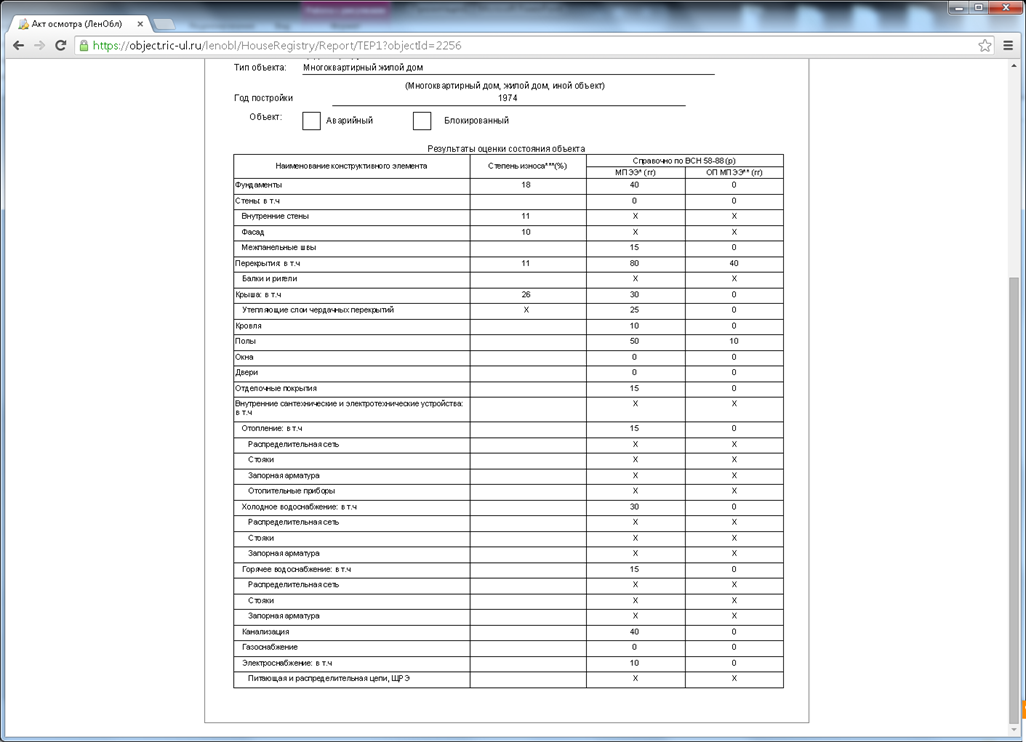 Акт осмотра (ЛенОбл)
https://object.ric-ul.ru/lenobl/HouseRegistry/Report/TEP1?objectId=2256
Тип объекта: Многоквартирный жилой дом
(Многоквартирный дом, жилой дом, иной объект)
Год постройки 1974
Объект: Аварийный Блокированный
Результаты оценки состояния объекта
Наименование конструктивного элемента Степень износа***(%) Справочно по ВСН 58-88 (р)
МПЭЭ* (гг) ОП МПЭЭ** (гг)
Фундаменты 18 40 0
Стены: в т.ч 0 0
Внутренние стены 11 X X
Фасад 10 X X
Межпанельные швы 15 0
Перекрытия: в т.ч 11 80 40
Балки и ригели X X
Крыша: в т.ч 26 30 0
Утепляющие слои чердачных перекрытий X 25 0
Кровля 10 0
Полы 50 10
Окна 0 0
Двери 0 0
Отделочные покрытия 15 0
Внутренние сантехнические и электротехнические устройства: X X
в т.ч
Отопление: в т.ч 15 0
Распределительная сеть X X
Стояки X X
Запорная арматура X X
Отопительные приборы X X
Холодное водоснабжение: в т.ч 30 0
Распределительная сеть X X
Стояки X X
Запорная арматура X X
Горячее водоснабжение: в т.ч 15 0
Распределительная сеть X X
Стояки X X
Запорная арматура X X
Канализация 40 0
Газоснабжение 0 0
Электроснабжение: в т.ч 10 0
Питающая и распределительная цепи, ЩРЭ X X